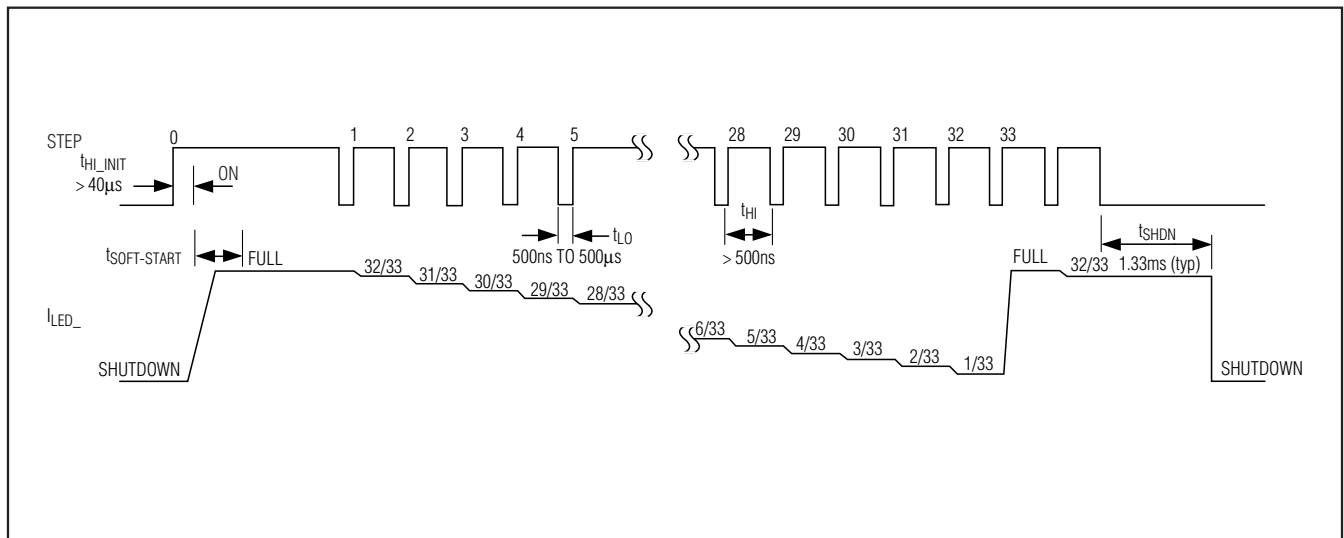 STEP 0 1 2 3 4 5 28 29 30 31 32 33
tHI_INIT
> 40µs
ON
tHI
> 500ns
tLO
500ns TO 500µs
tSHDN
1.33ms (typ)
tSOFT-START
FULL
32/33 31/33 30/33 29/33 28/33
6/33 5/33 4/33 3/33 2/33 1/33
FULL
32/33
ILED_
SHUTDOWN
SHUTDOWN